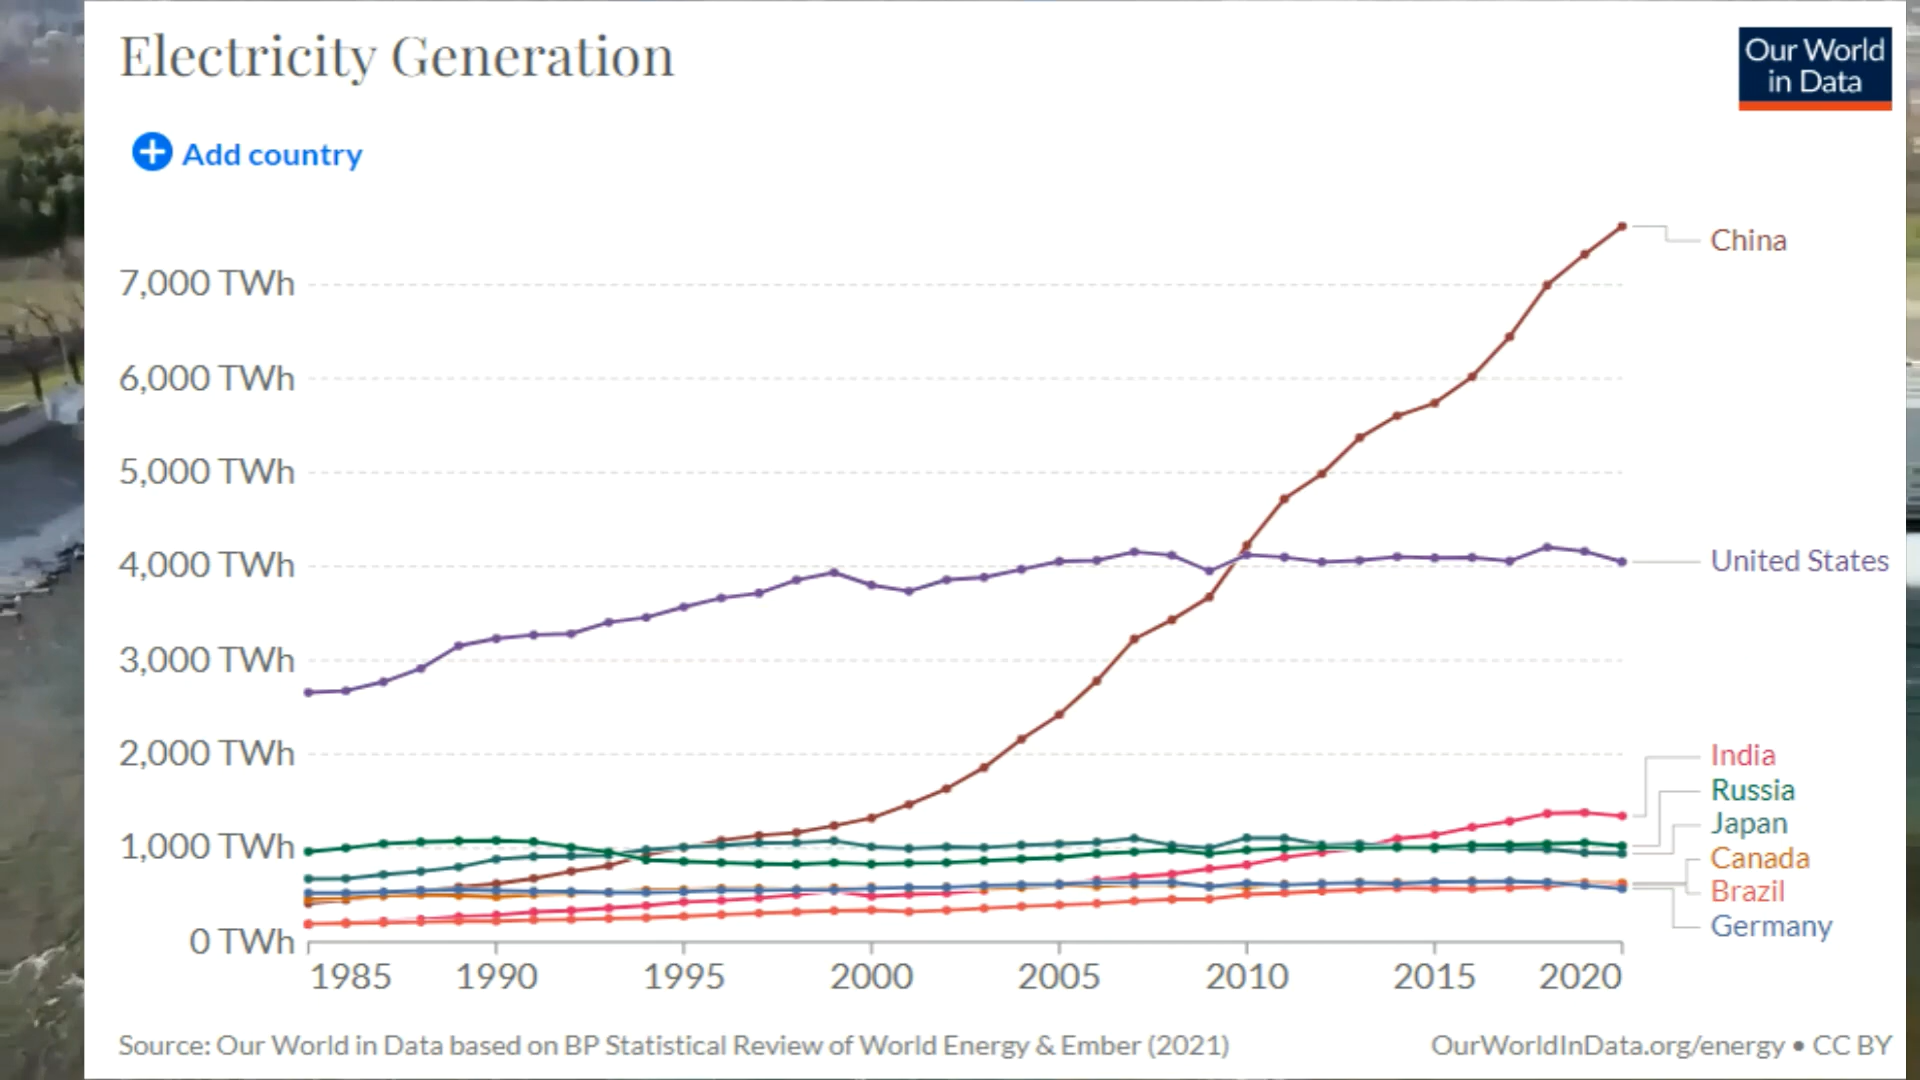 Electricity Generation
Our World
in Data
Add country
7,000 TWh
6,000 TWh
5,000 TWh
4,000 TWh
3,000 TWh
2,000 TWh
1,000 TWh
0 TWh
China
United States
India
Russia
Japan
Canada
Brazil
Germany
1985 1990 1995 2000 2005 2010 2015 2020
Source: Our World in Data based on BP Statistical Review of World Energy & Ember (2021)
OurWorldInData.org/energy • CC BY